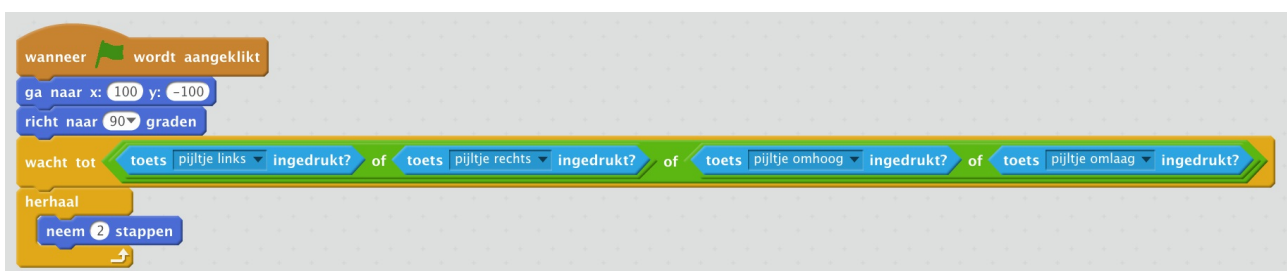 wanneer wordt aangeklikt
ga naar x: 100 y: -100
richt naar 90 graden
wacht tot toets pijltje links ingedrukt? of toets pijltje rechts ingedrukt? of toets pijltje omhoog ingedrukt? of toets pijltje omlaag ingedrukt?
herhaal
neem 2 stappen